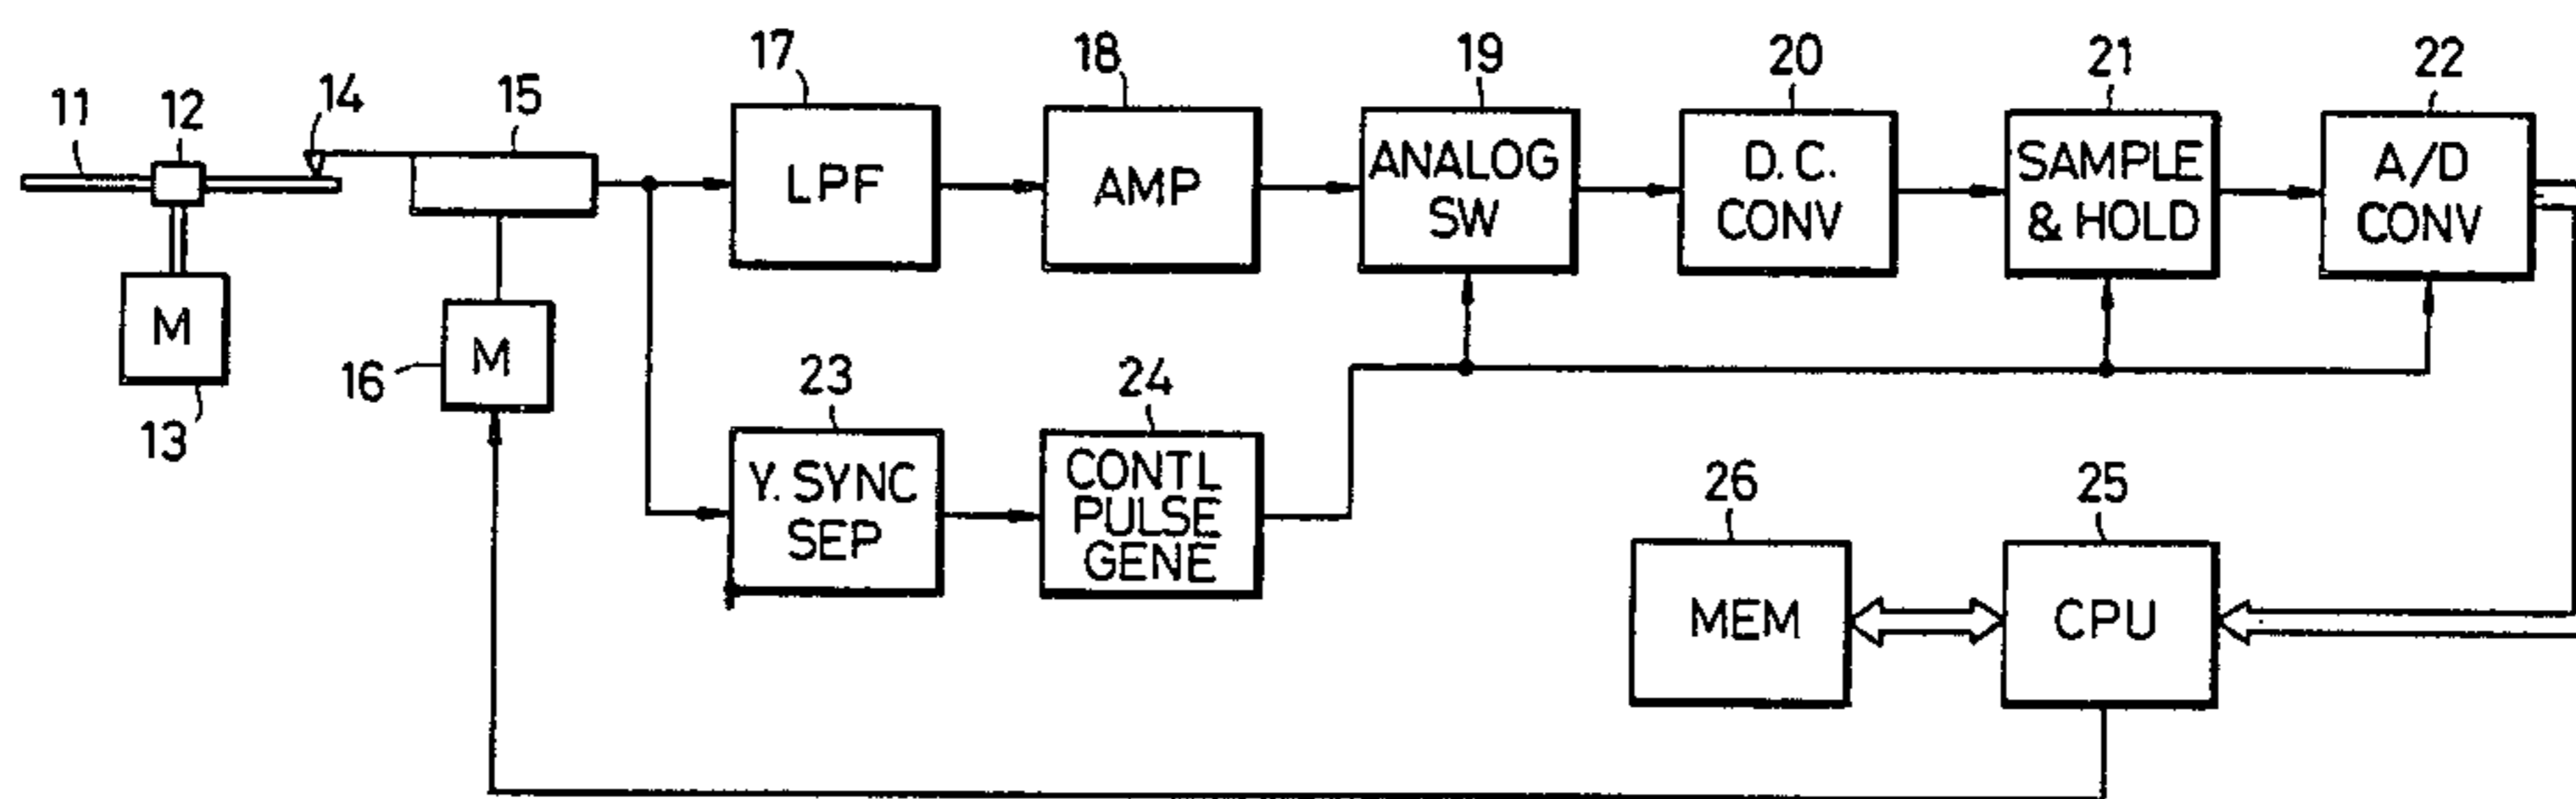 11
12
14
15
17
18
19
20
21
22
LPF
AMP
ANALOG
SW
D. C.
CONV
SAMPLE
& HOLD
A/D
CONV
M
13
M
16
23
24
Y. SYNC
SEP
CONTL
PULSE
GENE
26
25
MEM
CPU